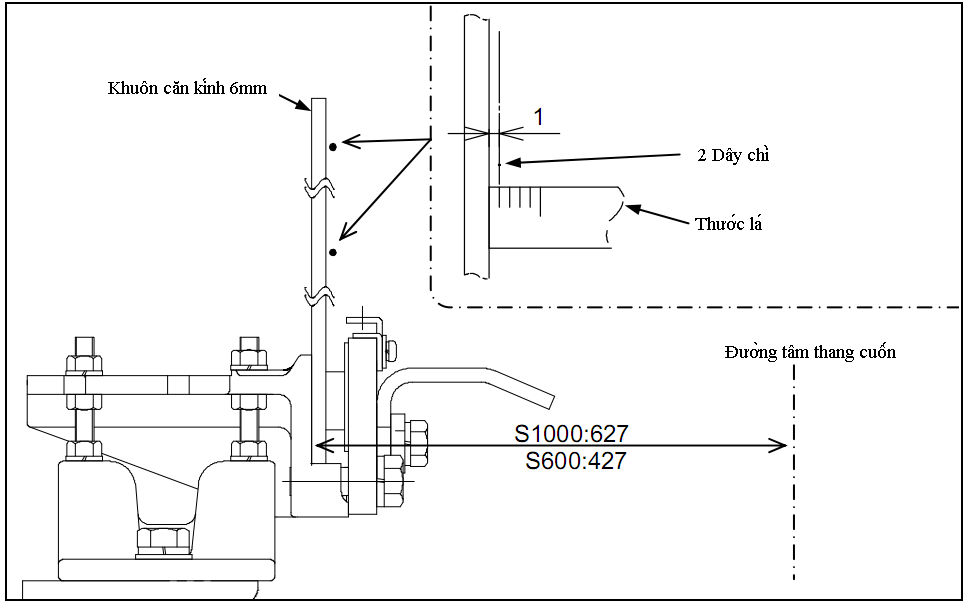 Khuôn căn kính 6mm
1
2 Dây chì
Thước lá
Đường tâm thang cuốn
S1000:627
S600:427